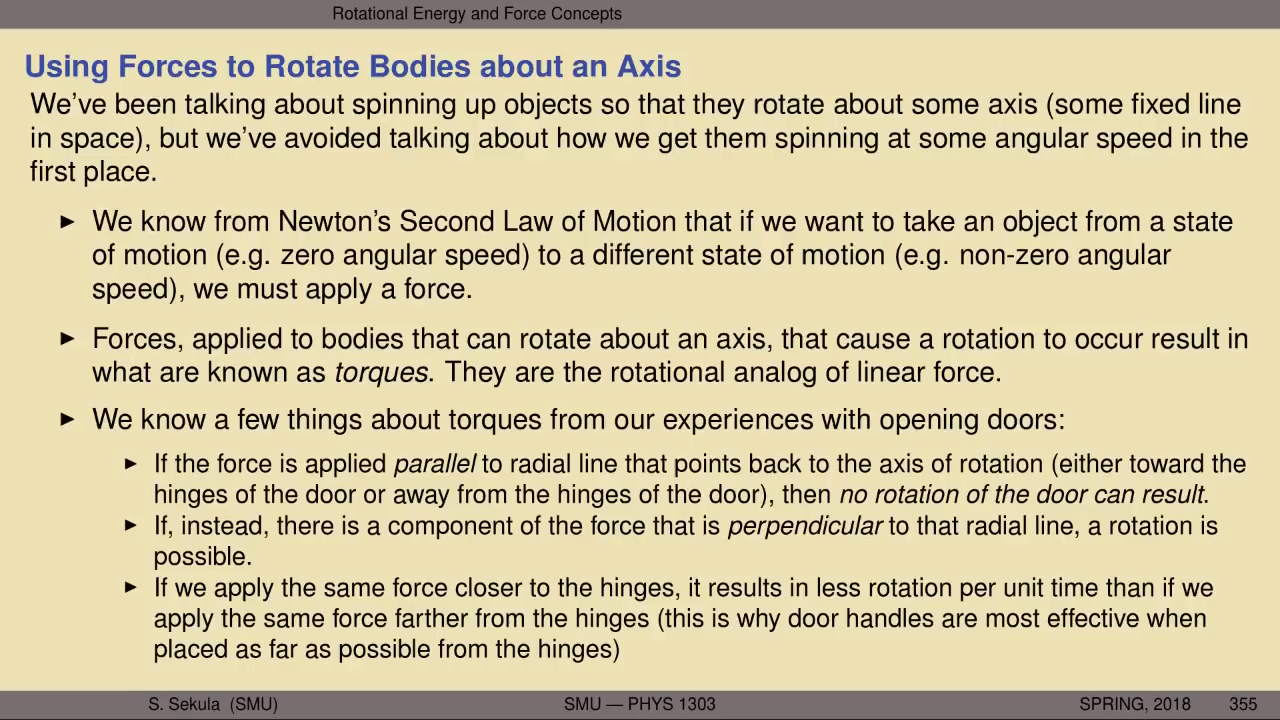 Rotational Energy and Force Concepts
Using Forces to Rotate Bodies about an Axis
We've been talking about spinning up objects so that they rotate about some axis (some fixed line
in space), but we've avoided talking about how we get them spinning at some angular speed in the
first place.
► We know from Newton's Second Law of Motion that if we want to take an object from a state
of motion (e.g. zero angular speed) to a different state of motion (e.g. non-zero angular
speed), we must apply a force.
► Forces, applied to bodies that can rotate about an axis, that cause a rotation to occur result in
what are known as torques. They are the rotational analog of linear force.
► We know a few things about torques from our experiences with opening doors:
► If the force is applied parallel to radial line that points back to the axis of rotation (either toward the
hinges of the door or away from the hinges of the door), then no rotation of the door can result.
► If, instead, there is a component of the force that is perpendicular to that radial line, a rotation is
possible.
► If we apply the same force closer to the hinges, it results in less rotation per unit time than if we
apply the same force farther from the hinges (this is why door handles are most effective when
placed as far as possible from the hinges)
S. Sekula (SMU) SMU — PHYS 1303 SPRING, 2018 355